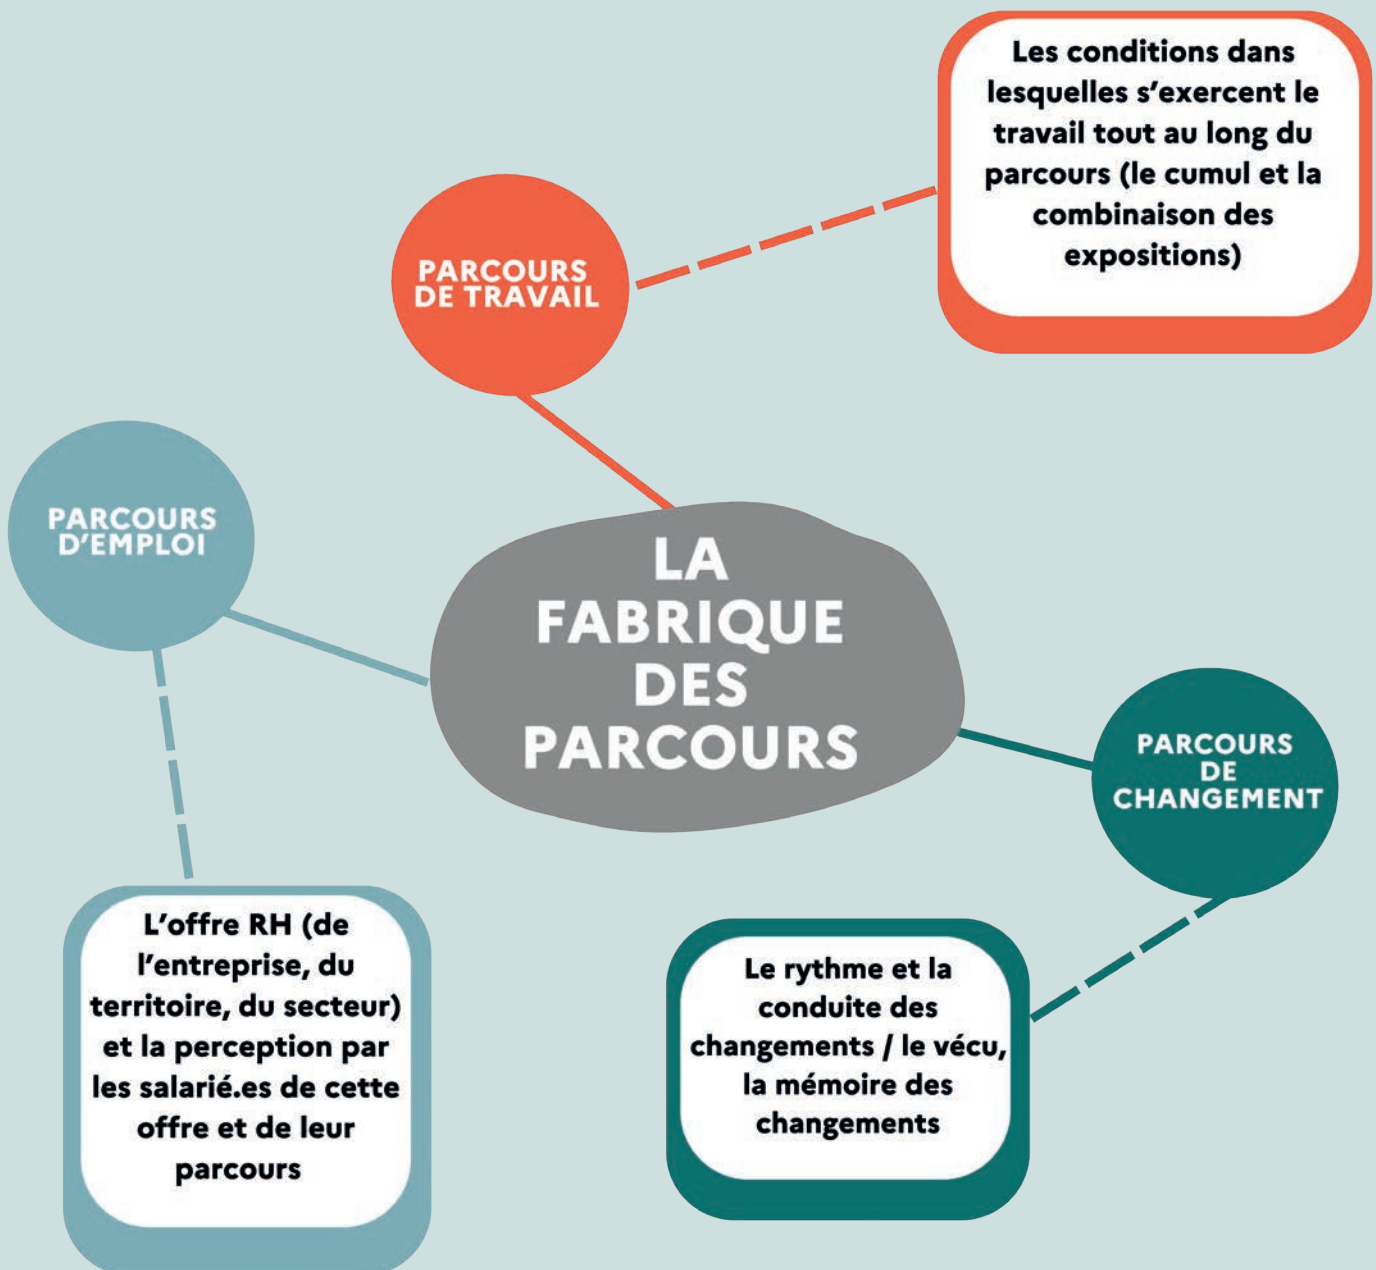 Les conditions dans
lesquelles s'exercent le
travail tout au long du
parcours (le cumul et la
combinaison des
expositions)
PARCOURS
DE TRAVAIL
PARCOURS
D'EMPLOI
LA
FABRIQUE
DES
PARCOURS
PARCOURS
DE
CHANGEMENT
L'offre RH (de
l'entreprise, du
territoire, du secteur)
et la perception par
les salarié.es de cette
offre et de leur
parcours
Le rythme et la
conduite des
changements / le vécu,
la mémoire des
changements